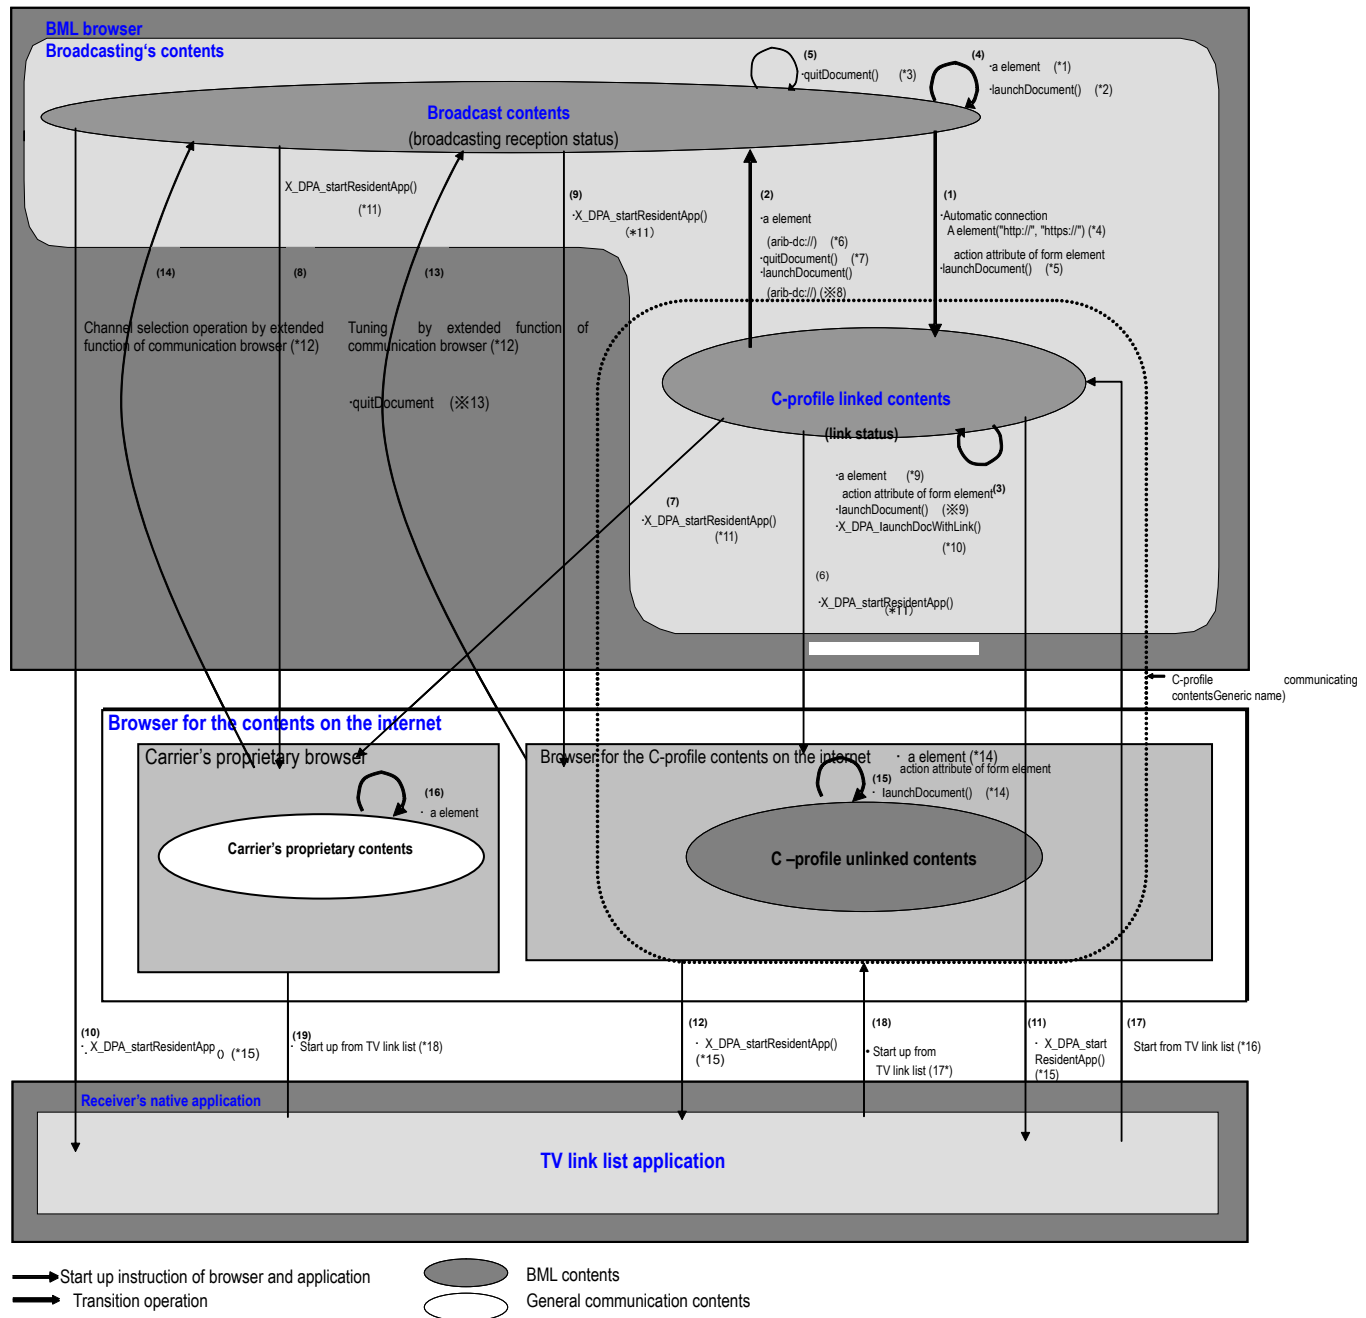 BML browser
Broadcasting's contents
(5)
·quitDocument() (*3)
(4)
·a element (*1)
·launchDocument() (*2)
Broadcast contents
(broadcasting reception status)
X_DPA_startResidentApp()
(*11)
(9)
·X_DPA_startResidentApp()
(*11)
(2)
·a element
(arib-dc://) (*6)
·quitDocument() (*7)
·launchDocument()
(arib-dc://) (※8)
(1)
·Automatic connection
A element("http://", "https://") (*4)
action attribute of form element
·launchDocument() (*5)
(14)
(8)
(13)
Channel selection operation by extended
function of communication browser (*12)
Tuning by extended function of
communication browser (*12)
·quitDocument (※13)
C-profile linked contents
(link status)
·a element (*9)
action attribute of form element
(3)
·launchDocument() (※9)
·X_DPA_launchDocWithLink()
(*10)
(7)
·X_DPA_startResidentApp()
(*11)
(6)
·X_DPA_startResidentApp()
(*11)
C-profile communicating
contentsGeneric name)
Browser for the contents on the internet
Carrier's proprietary browser
(16)
· a element
Carrier's proprietary contents
Browser for the C-profile contents on the internet
· a element (*14)
action attribute of form element
(15)
· launchDocument() (*14)
C –profile unlinked contents
(10)
·. X_DPA_startResidentApp () (*15)
(19)
· Start up from TV link list (*18)
(12)
· X_DPA_startResidentApp()
(*15)
(18)
• Start up from
TV link list (17*)
(11)
· X_DPA_start
ResidentApp()
(*15)
(17)
Start from TV link list (*16)
Receiver's native application
TV link list application
Start up instruction of browser and application
BML contents
Transition operation
General communication contents